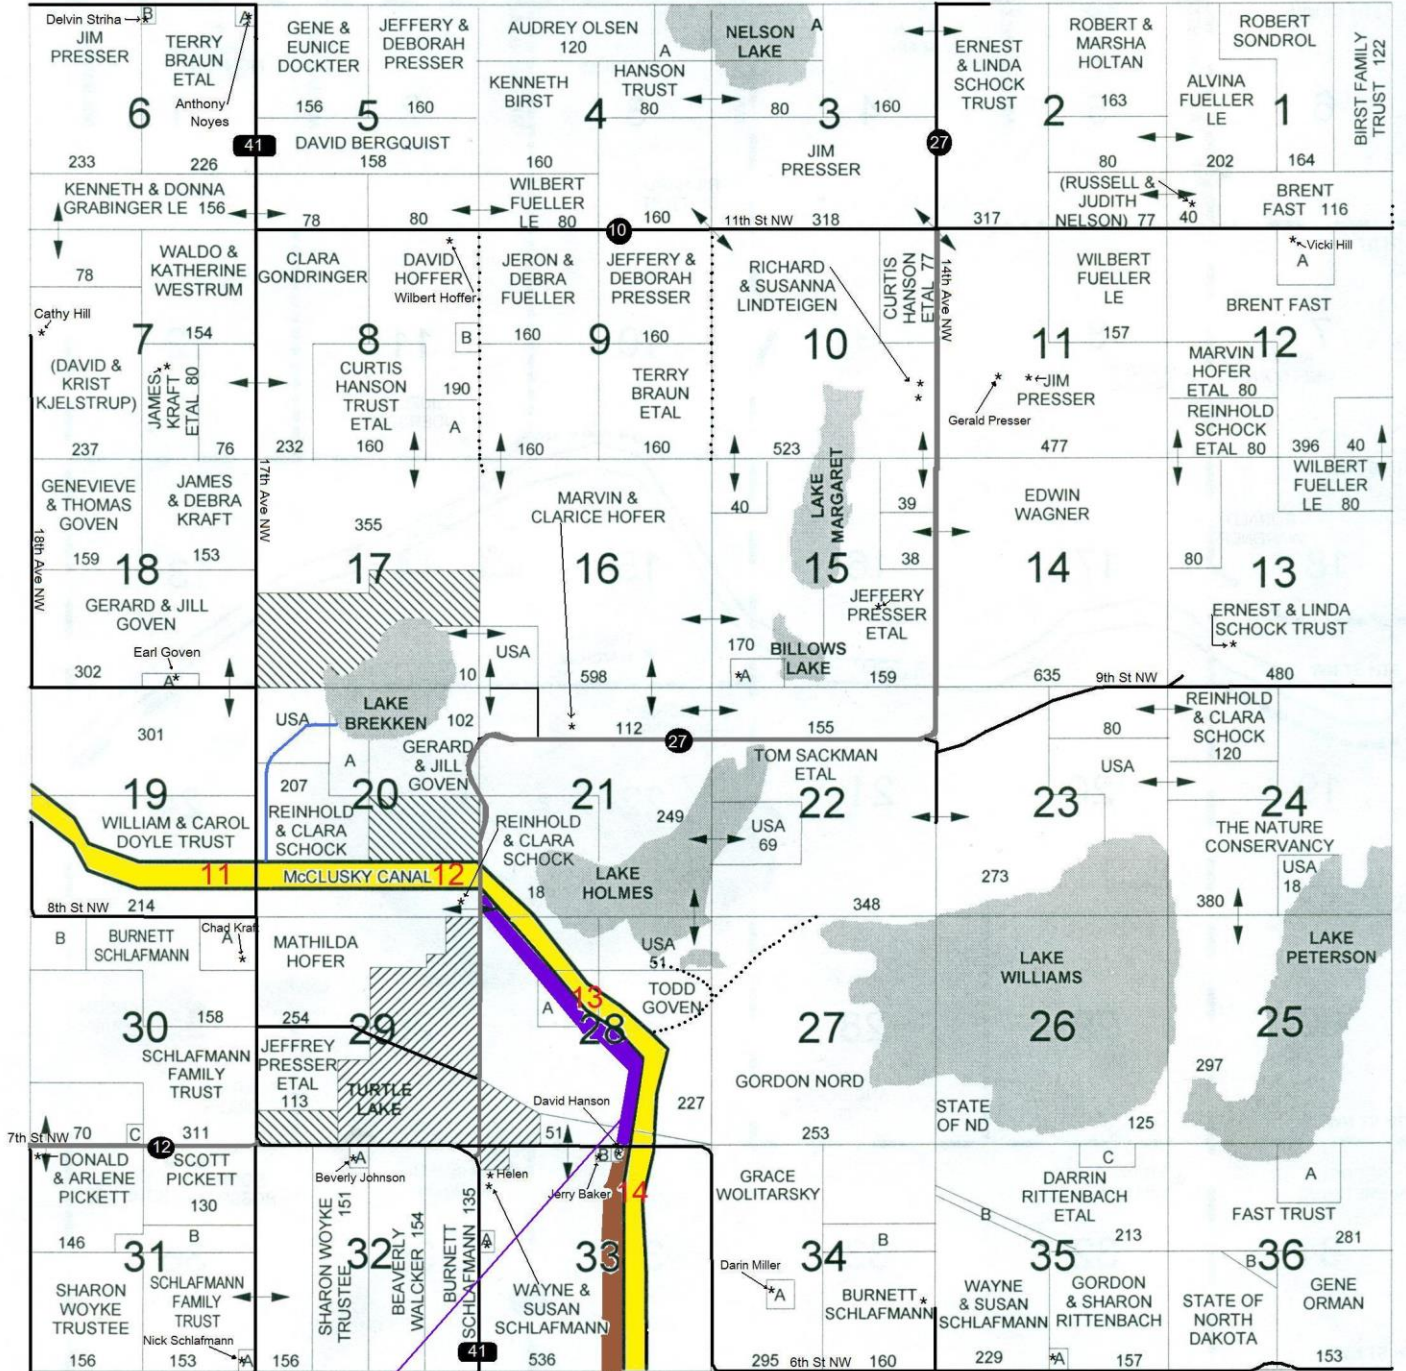 Delvin Striha
B
JIM
PRESSER
6
233
A
TERRY
BRAUN
ETAL
Anthony
Noyes
226
41
KENNETH & DONNA
GRABINGER LE 156
GENE &
EUNICE
DOCKTER
156
JEFFERY &
DEBORAH
PRESSER
160
5
DAVID BERGQUIST
158
78
80
AUDREY OLSEN
120
A
KENNETH
BIRST
HANSON
TRUST
80
4
160
WILBERT
FUELLER
LE 80
160
10
NELSON
LAKE
A
80
160
3
JIM
PRESSER
11th St NW
318
27
ERNEST
& LINDA
SCHOCK
TRUST
317
ROBERT &
MARSHA
HOLTAN
163
2
80
(RUSSELL &
JUDITH
NELSON) 77
ALVINA
FUELLER
LE
202
40
ROBERT
SONDROL
1
164
BIRST FAMILY
TRUST 122
BRENT
FAST 116
78
WALDO &
KATHERINE
WESTRUM
154
Cathy Hill
7
(DAVID &
KRIST
KJELSTRUP)
237
JAMES
KRAFT
ETAL 80
76
CLARA
GONDRINGER
232
8
DAVID
HOFFER
Wilbert Hoffer
B
190
A
CURTIS
HANSON
TRUST
ETAL
160
JERON &
DEBRA
FUELLER
160
JEFFERY &
DEBORAH
PRESSER
160
9
TERRY
BRAUN
ETAL
160
160
RICHARD
& SUSANNA
LINDTEIGEN
10
523
CURTIS
HANSON
ETAL 77
14th Ave NW
WILBERT
FUELLER
LE
157
11
JIM
PRESSER
Gerald Presser
477
Vicki Hill
A
BRENT FAST
12
MARVIN
HOFER
ETAL 80
REINHOLD
SCHOCK
ETAL 80
396
40
WILBERT
FUELLER
LE 80
GENEVIEVE
& THOMAS
GOVEN
159
JAMES
& DEBRA
KRAFT
153
17th Ave NW
18th Ave NW
18
GERARD & JILL
GOVEN
Earl Goven
302
A
355
17
MARVIN &
CLARICE HOFER
16
USA
10
598
40
LAKE
MARGARET
39
15
38
JEFFERY
PRESSER
ETAL
170
A
BILLOWS
LAKE
159
EDWIN
WAGNER
14
635
80
13
ERNEST & LINDA
SCHOCK TRUST
9th St NW
480
301
19
WILLIAM & CAROL
DOYLE TRUST
11
214
8th St NW
USA
LAKE
BREKKEN
102
A
GERARD
& JILL
GOVEN
207
20
REINHOLD
& CLARA
SCHOCK
McCLUSKY CANAL
12
112
27
21
REINHOLD
& CLARA
SCHOCK
18
249
LAKE
HOLMES
155
TOM SACKMAN
ETAL
22
USA
69
348
80
USA
23
273
REINHOLD
& CLARA
SCHOCK
120
24
THE NATURE
CONSERVANCY
USA
18
380
B
BURNETT
SCHLAFMANN
Chad Kraft
A
30
158
SCHLAFMANN
FAMILY
TRUST
70
C
311
7th St NW
12
MATHILDA
HOFER
254
29
JEFFREY
PRESSER
ETAL
113
TURTLE
LAKE
USA
51
TODD
GOVEN
13
A
28
David Hanson
51
227
27
GORDON NORD
253
LAKE
WILLIAMS
26
STATE
OF ND
125
LAKE
PETERSON
25
297
DONALD
& ARLENE
PICKETT
146
SCOTT
PICKETT
130
B
31
SHARON
WOYKE
TRUSTEE
156
SCHLAFMANN
FAMILY
TRUST
Nick Schlafmann
153
A
A
Beverly Johnson
SHARON WOYKE
TRUSTEE 151
156
32
BEAVERLY
WALCKER 154
BURNETT
SCHLAFMANN 135
41
Helen
A
Jerry Baker
B
C
14
33
WAYNE &
SUSAN
SCHLAFMANN
536
GRACE
WOLITARSKY
34
B
Darin Miller
A
BURNETT
SCHLAFMANN
295
6th St NW
160
C
DARRIN
RITTENBACH
ETAL
B
213
35
WAYNE
& SUSAN
SCHLAFMANN
229
GORDON
& SHARON
RITTENBACH
A
157
A
FAST TRUST
281
36
B
STATE OF
NORTH
DAKOTA
GENE
ORMAN
153